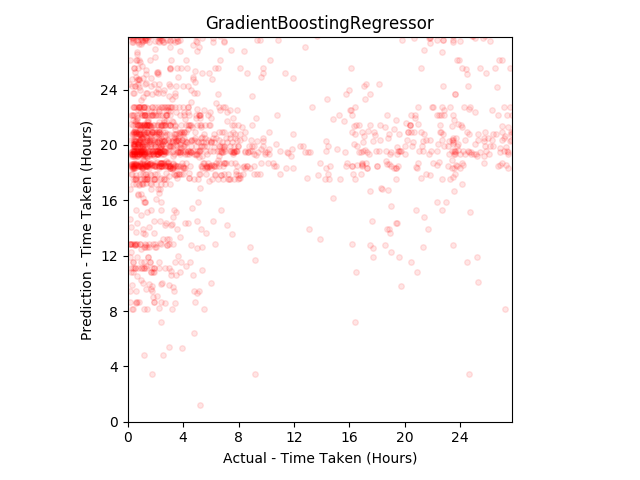 GradientBoostingRegressor
Prediction - Time Taken (Hours)
24
20
16
12
8
4
0
0 4 8 12 16 20 24
Actual - Time Taken (Hours)